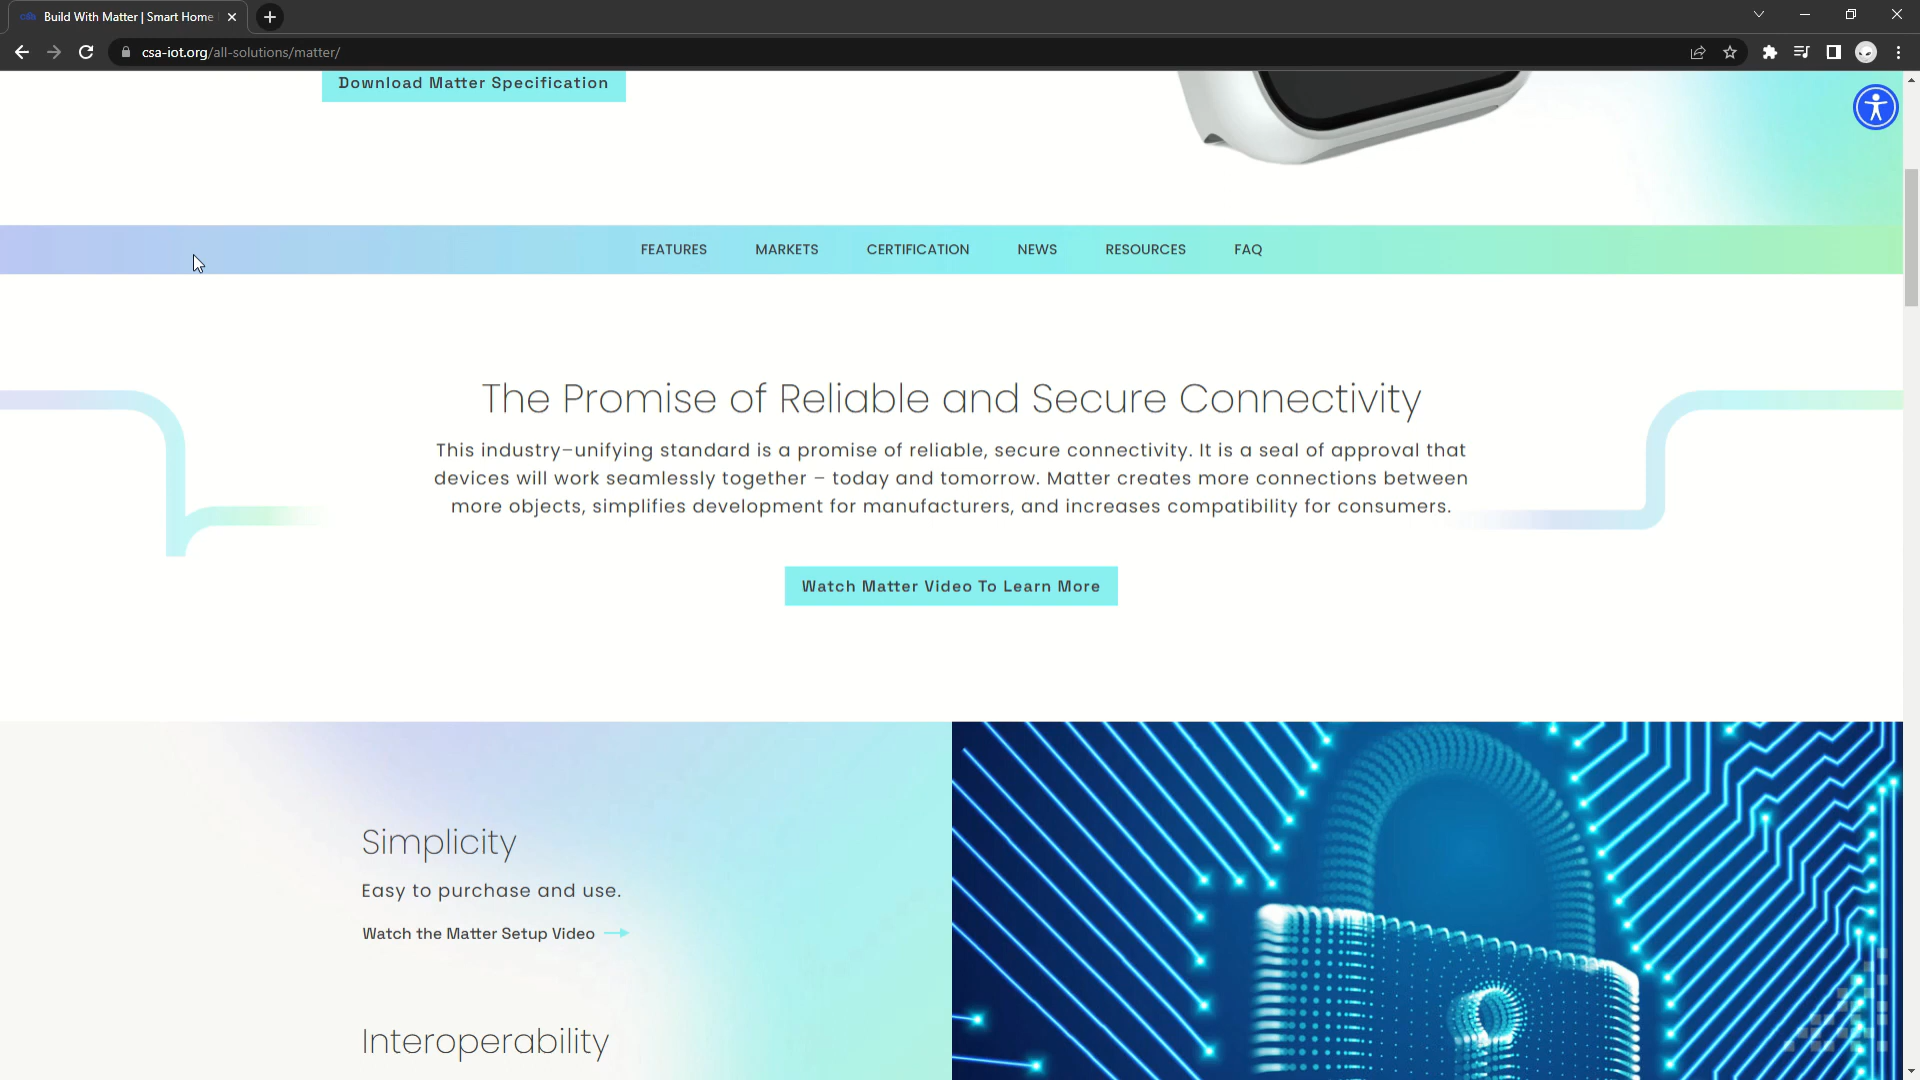 Build With Matter | Smart Home
csa-iot.org/all-solutions/matter/
Download Matter Specification
FEATURES MARKETS CERTIFICATION NEWS RESOURCES FAQ
The Promise of Reliable and Secure Connectivity
This industry–unifying standard is a promise of reliable, secure connectivity. It is a seal of approval that
devices will work seamlessly together – today and tomorrow. Matter creates more connections between
more objects, simplifies development for manufacturers, and increases compatibility for consumers.
Watch Matter Video To Learn More
Simplicity
Easy to purchase and use.
Watch the Matter Setup Video
Interoperability